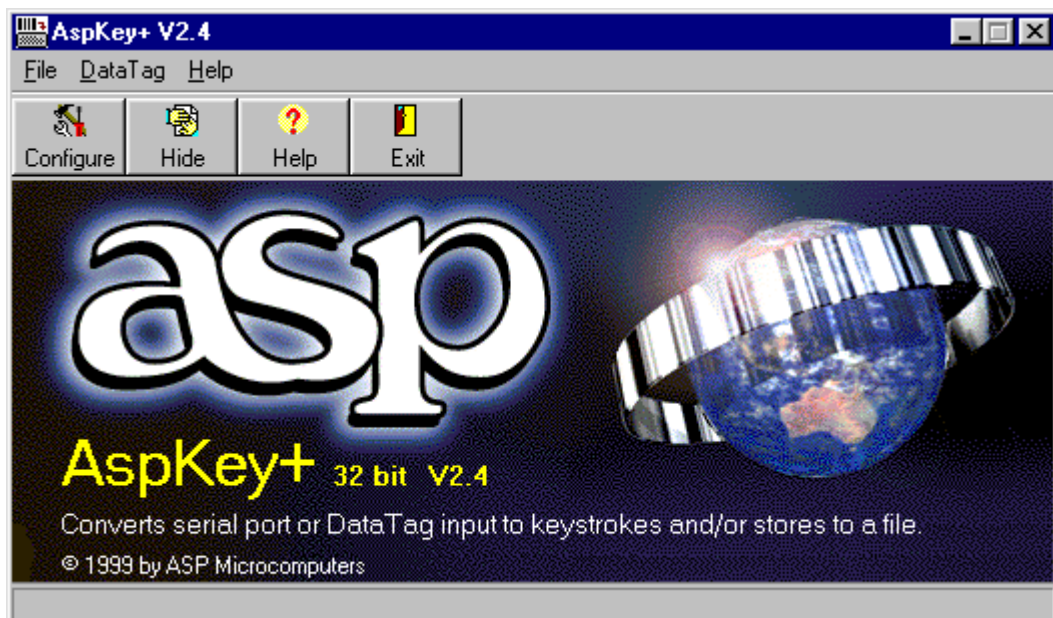 AspKey+ V2.4
File DataTag Help
Configure Hide Help Exit
asp
AspKey+ 32 bit V2.4
Converts serial port or DataTag input to keystrokes and/or stores to a file.
© 1999 by ASP Microcomputers